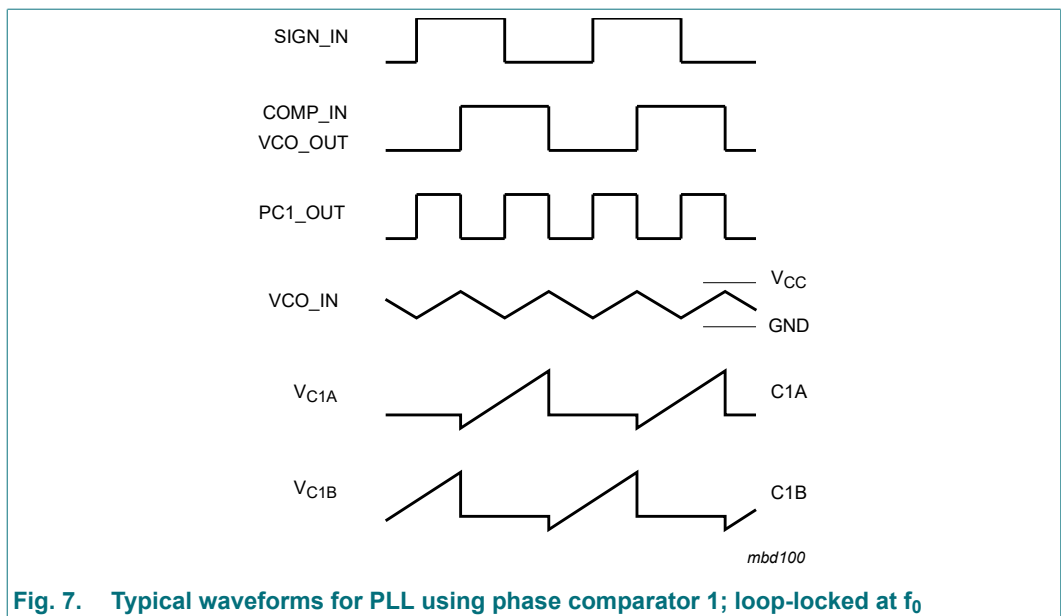 SIGN_IN
COMP_IN
VCO_OUT
PC1_OUT
VCO_IN
VCC
GND
VC1A
C1A
VC1B
C1B
mbd100
Fig. 7. Typical waveforms for PLL using phase comparator 1; loop-locked at f0